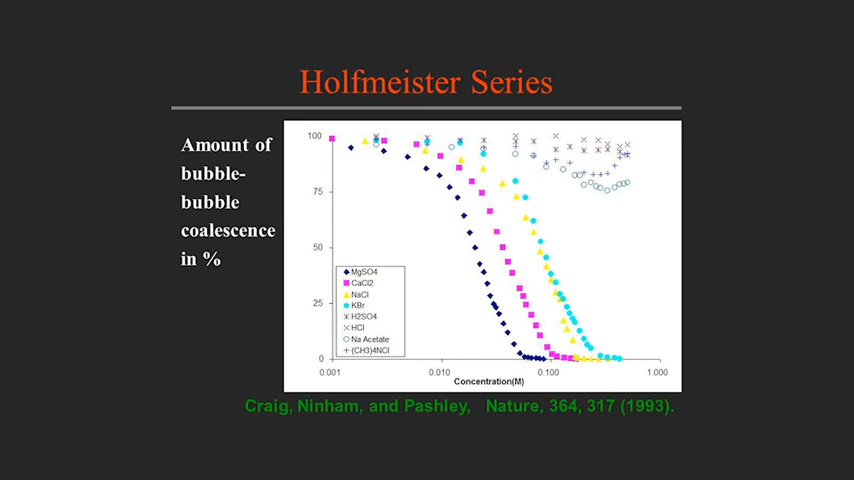 Holfmeister Series
Amount of
bubble-
bubble
coalescence
in %
100
75
50
25
0
MgSO4
CaCl2
NaCl
KBr
H2SO4
HCl
Na Acetate
(CH3)4NCl
0.001 0.010 0.100 1.000
Concentration(M)
Craig, Ninham, and Pashley, Nature, 364, 317 (1993).